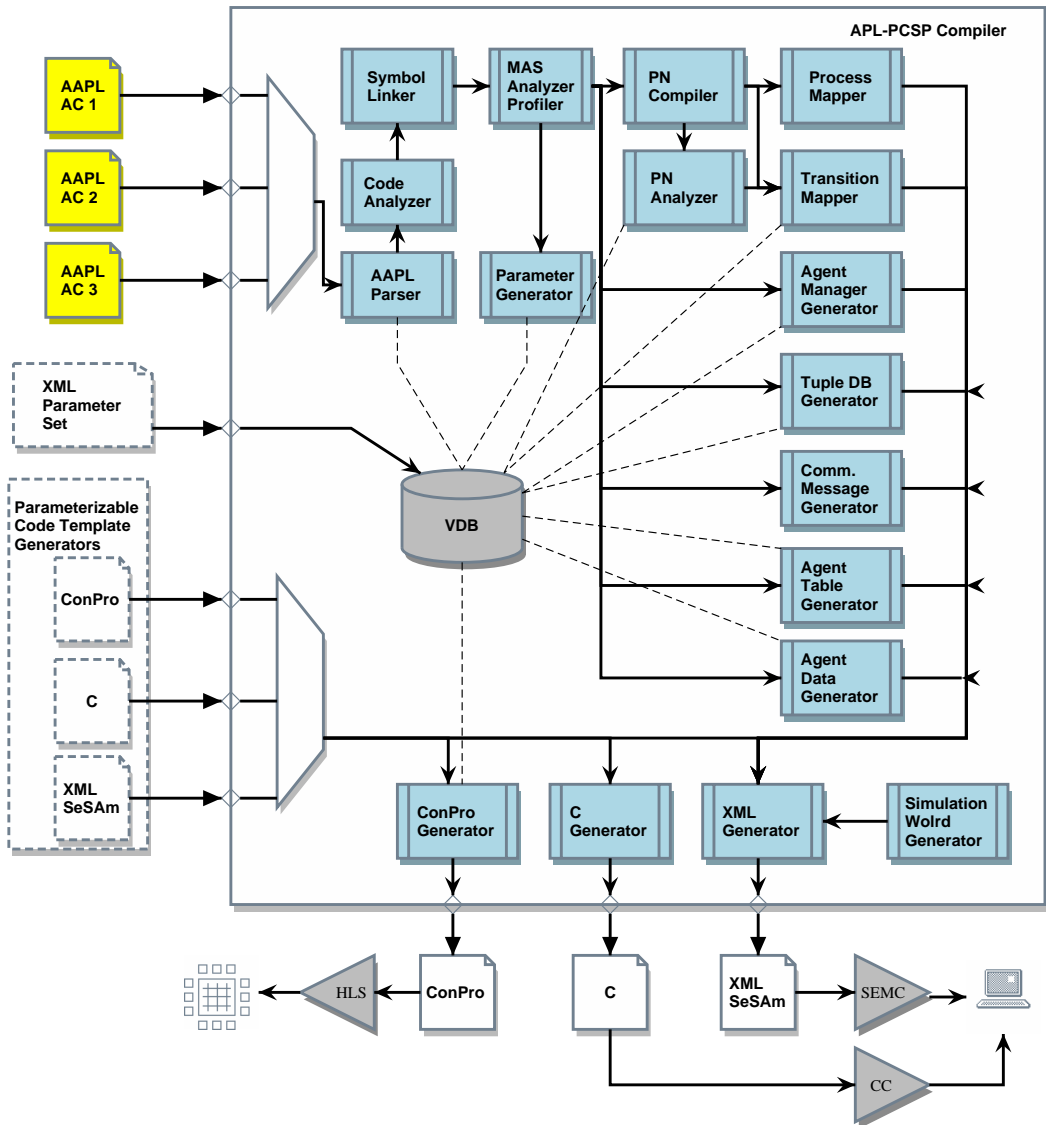 APL-PCSP Compiler
AAPL
AC 1
AAPL
AC 2
AAPL
AC 3
Symbol
Linker
MAS
Analyzer
Profiler
PN
Compiler
Process
Mapper
Code
Analyzer
PN
Analyzer
Transition
Mapper
AAPL
Parser
Parameter
Generator
Agent
Manager
Generator
XML
Parameter
Set
Tuple DB
Generator
VDB
Comm.
Message
Generator
Parameterizable
Code Template
Generators
ConPro
C
XML
SeSAm
Agent
Table
Generator
Agent
Data
Generator
ConPro
Generator
C
Generator
XML
Generator
Simulation
Wolrd
Generator
HLS
ConPro
C
XML
SeSAm
SEMC
CC